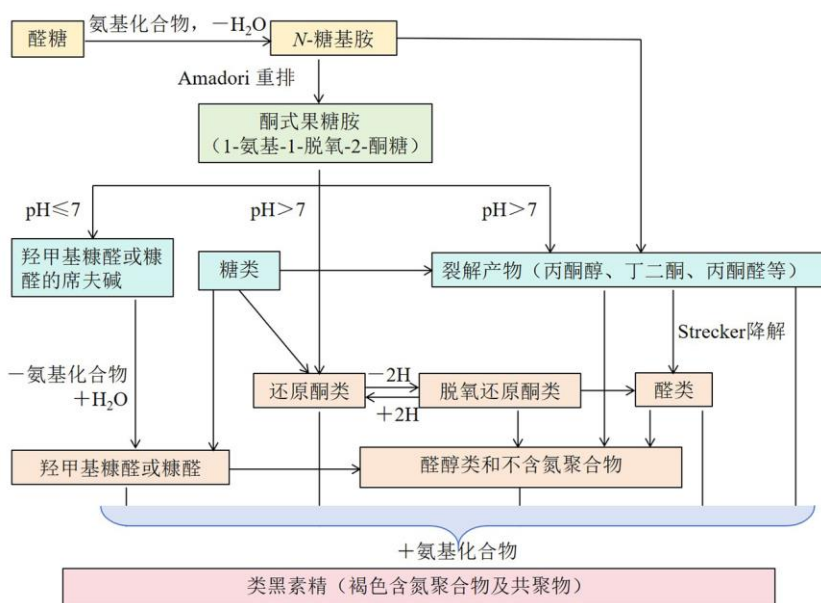 醛糖
氨基化合物，－H₂O
N-糖基胺
Amadori 重排
酮式果糖胺
（1-氨基-1-脱氧-2-酮糖）
pH≤7
pH>7
pH>7
羟甲基糠醛或糠
醛的席夫碱
糖类
裂解产物（丙酮醇、丁二酮、丙酮醛等）
Strecker降解
－氨基化合物
＋H₂O
还原酮类
－2H
＋2H
脱氧还原酮类
醛类
羟甲基糠醛或糠醛
醛醇类和不含氮聚合物
＋氨基化合物
类黑素精（褐色含氮聚合物及共聚物）